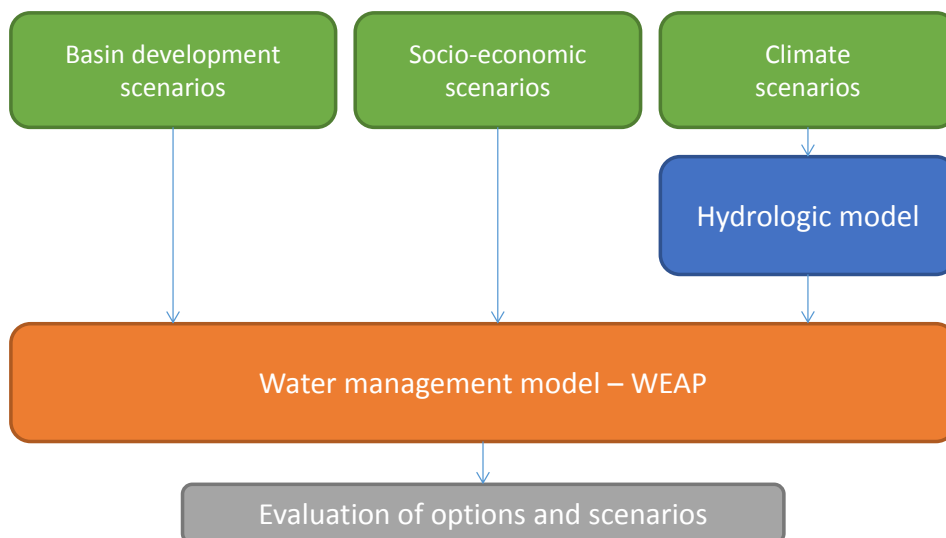 Basin development
scenarios
Socio-economic
scenarios
Climate
scenarios
Hydrologic model
Water management model – WEAP
Evaluation of options and scenarios